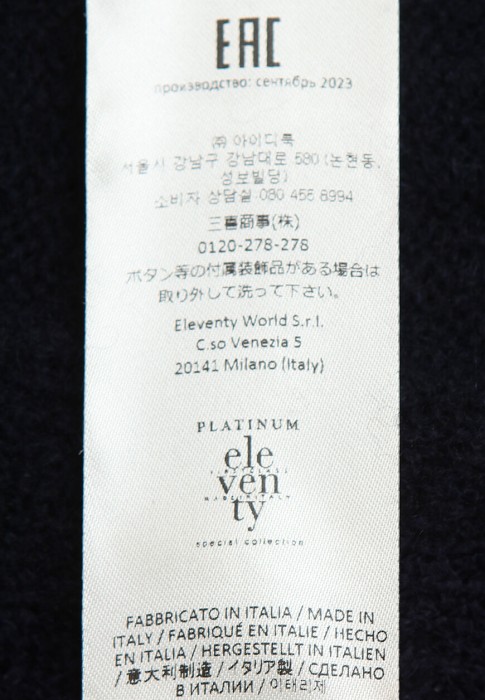 EAC
производство: сентябрь 2023
㈜ 아이디룩
서울시 강남구 강남대로 580 (논현동,
성보빌딩)
소비자 상담실 080 456 8994
三喜商事(株)
0120-278-278
ボタン等の付属装飾品がある場合は
取り外して洗って下さい。
Eleventy World S.r.l.
C.so Venezia 5
20141 Milano (Italy)
PLATINUM
ele
ven
MADE IN ITALY
ty
special collection
FABBRICATO IN ITALIA / MADE IN
ITALY / FABRIQUÉ EN ITALIE / HECHO
EN ITALIA / HERGESTELLT IN ITALIEN
/ 意大利制造 / イタリア製 / СДЕЛАНО
В ИТАЛИИ / 이태리제